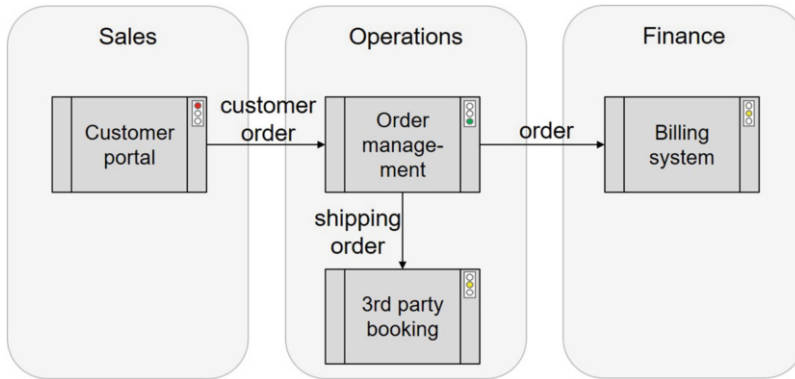 Sales
Operations
Finance
Customer
portal
customer
order
Order
manage-
ment
order
Billing
system
shipping
order
3rd party
booking